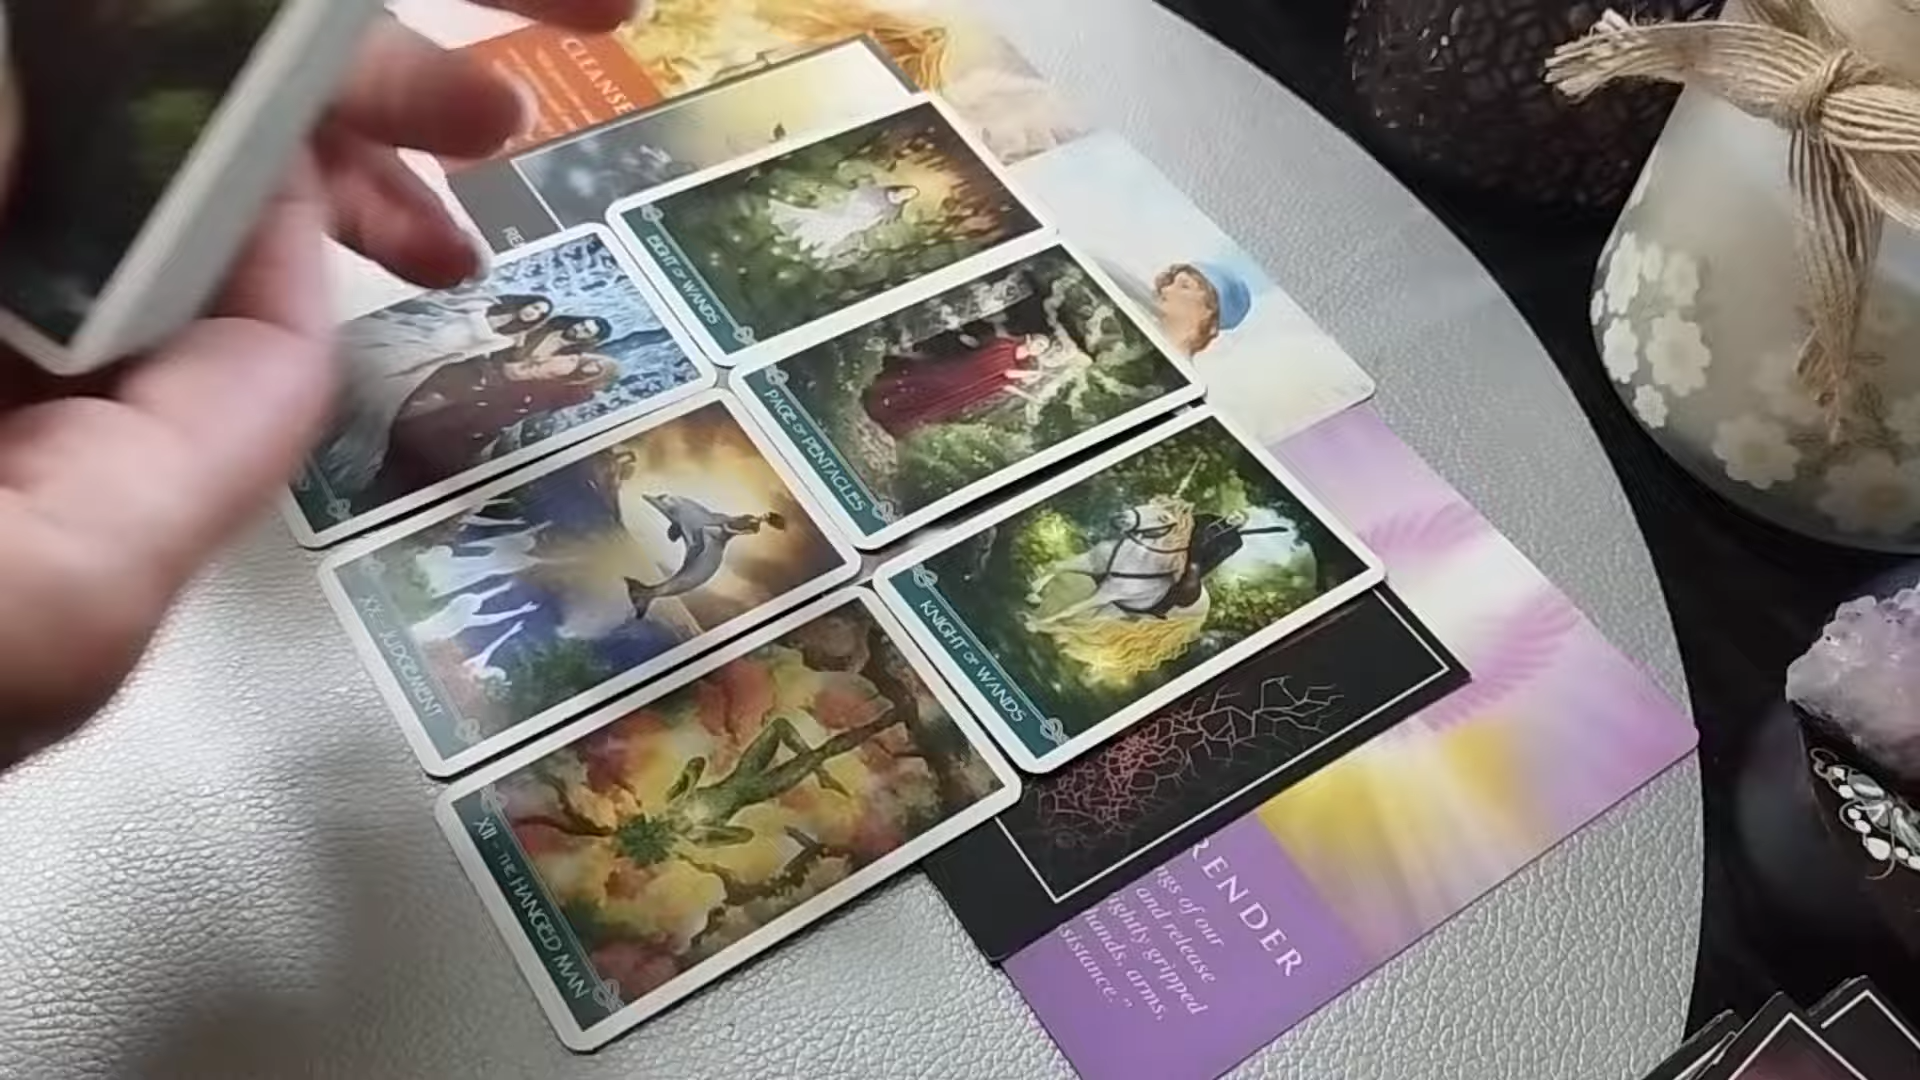 CLEANSE
EIGHT OF WANDS
PAGE OF PENTACLES
KNIGHT OF WANDS
XX - JUDGEMENT
XII - THE HANGED MAN
RENDER
ngs of our
and release
ightly gripped
hands, arms,
sistance."